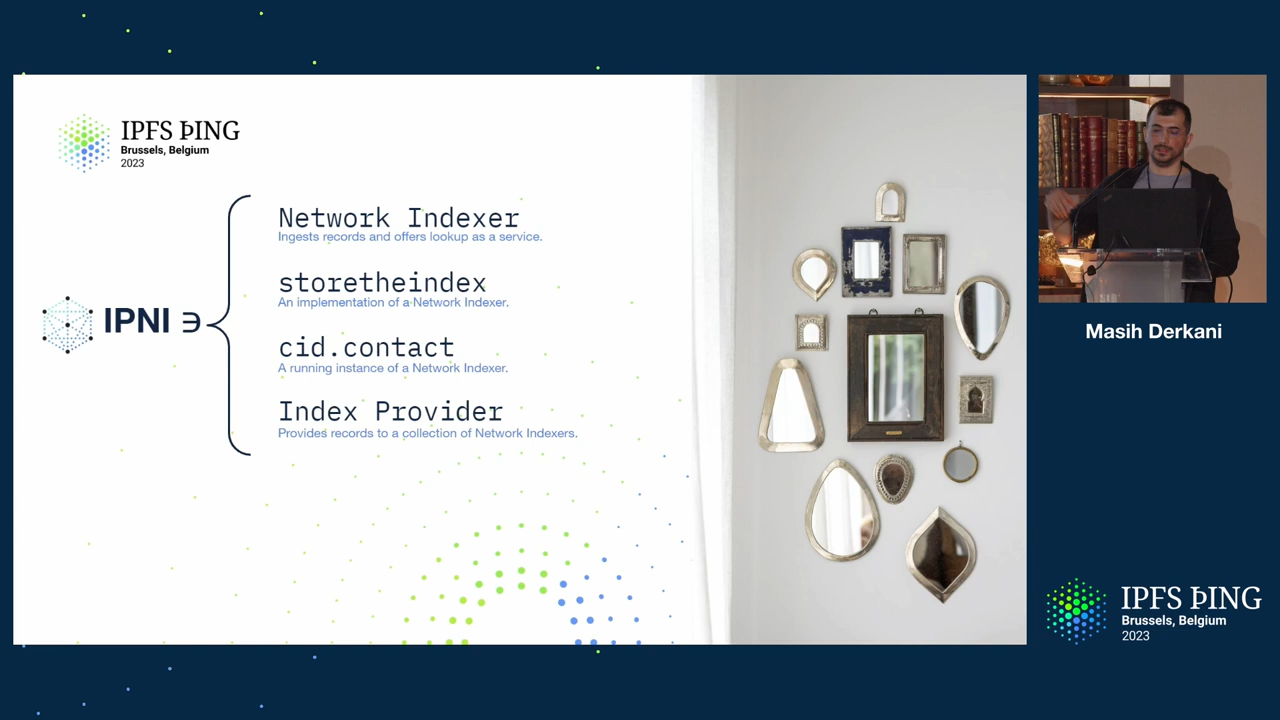 IPFS ÞING
Brussels, Belgium
2023
IPNI ∋
Network Indexer
Ingests records and offers lookup as a service.
storetheindex
An implementation of a Network Indexer.
cid.contact
A running instance of a Network Indexer.
Index Provider
Provides records to a collection of Network Indexers.
Masih Derkani
IPFS ÞING
Brussels, Belgium
2023